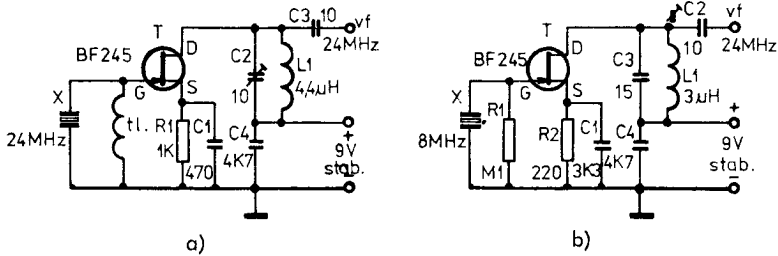 C3 10
vf
24MHz
T
BF245
D
C2
10
L1
4,4µH
X
G
S
24MHz
tl.
R1
1K
C1
C4
4K7
470
+
9V
stab.
−
a)
C2
vf
10
24MHz
T
BF245
D
C3
15
L1
3µH
X
G
S
8MHz
R1
M1
R2
220
C1
3K3
C4
4K7
+
9V
stab.
−
b)